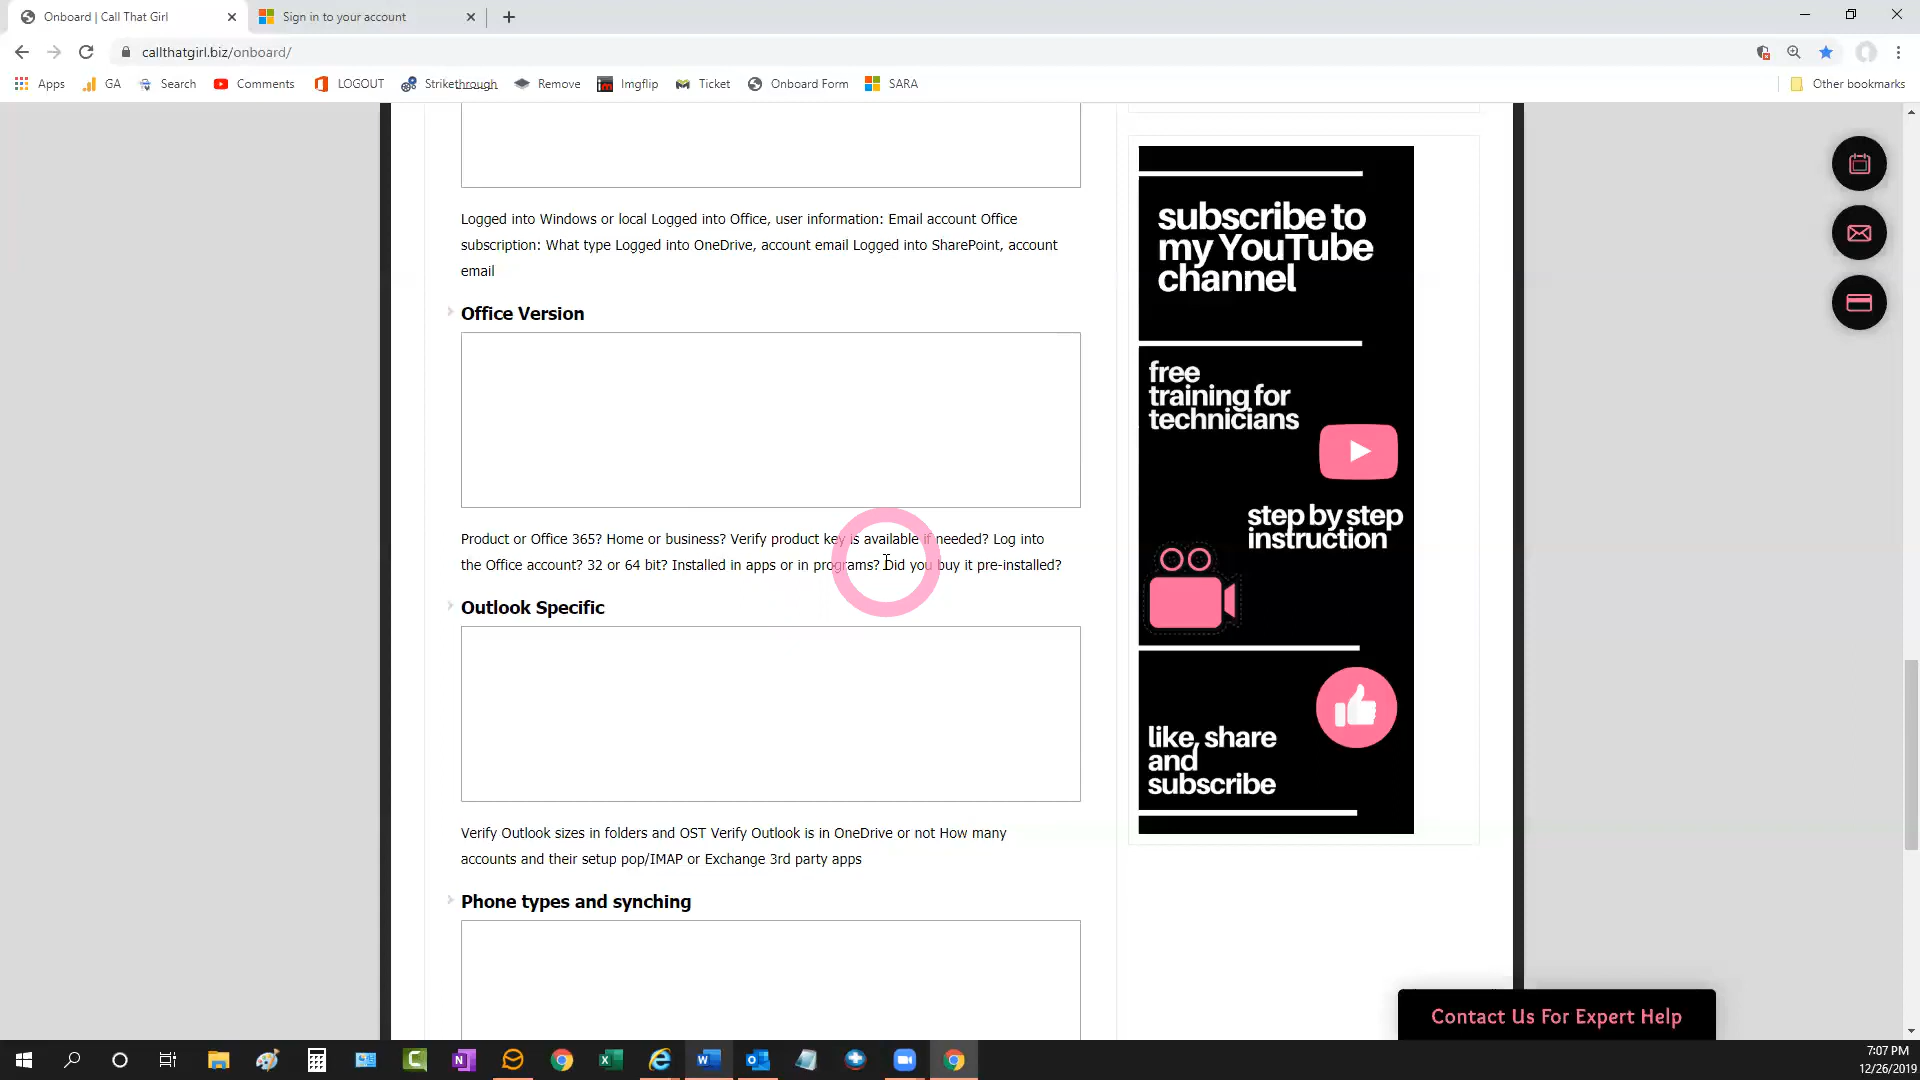 Onboard | Call That Girl
Sign in to your account
callthatgirl.biz/onboard/
Apps
GA
Search
Comments
LOGOUT
Strikethrough
Remove
Imgflip
Ticket
Onboard Form
SARA
Other bookmarks
Logged into Windows or local Logged into Office, user information: Email account Office
subscription: What type Logged into OneDrive, account email Logged into SharePoint, account
email
Office Version
Product or Office 365? Home or business? Verify product key is available if needed? Log into
the Office account? 32 or 64 bit? Installed in apps or in programs? Did you buy it pre-installed?
Outlook Specific
Verify Outlook sizes in folders and OST Verify Outlook is in OneDrive or not How many
accounts and their setup pop/IMAP or Exchange 3rd party apps
Phone types and synching
subscribe to
my YouTube
channel
free
training for
technicians
step by step
instruction
like, share
and
subscribe
Contact Us For Expert Help
7:07 PM
12/26/2019